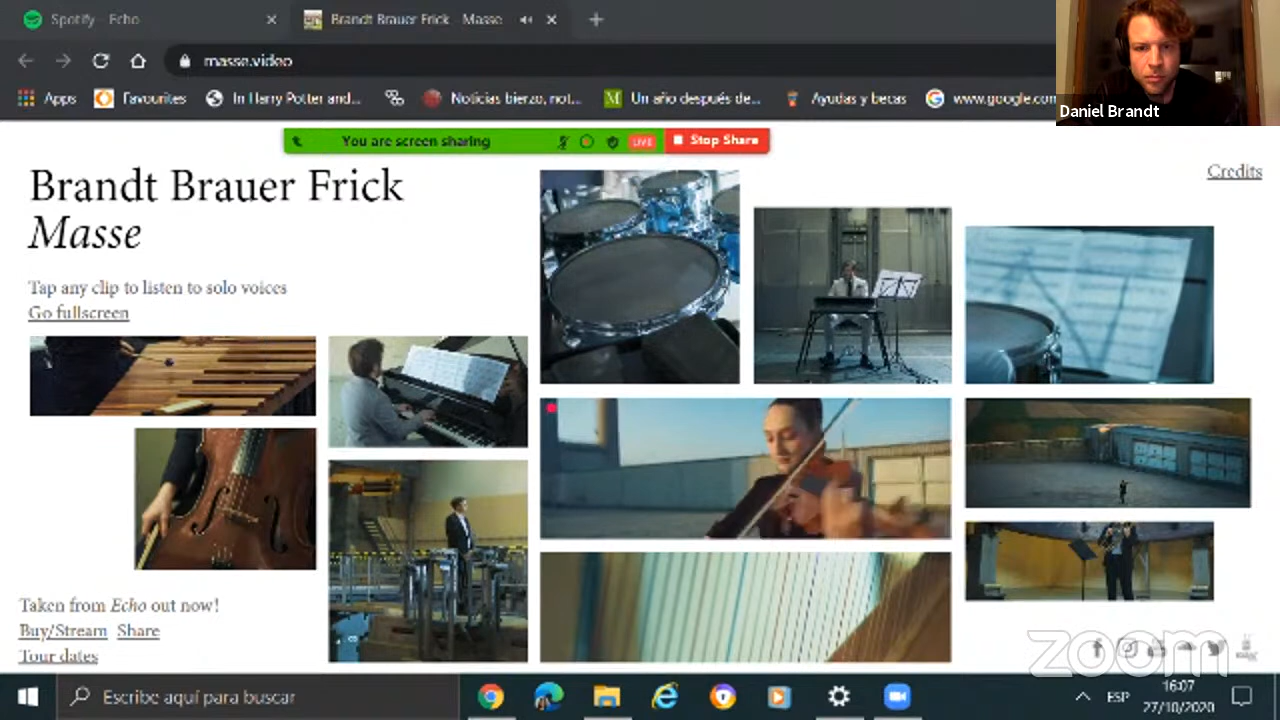 Spotify - Echo
Brandt Brauer Frick Masse
masse.video
Apps
Favourites
In Harry Potter and...
Noticias bierzo, not...
Un año después de...
Ayudas y becas
www.google.com
Daniel Brandt
You are screen sharing
LIVE
Stop Share
Credits
Brandt Brauer Frick
Masse
Tap any clip to listen to solo voices
Go fullscreen
Taken from Echo out now!
Buy/Stream Share
Tour dates
zoom
Escribe aquí para buscar
ESP
16:07
27/10/2020